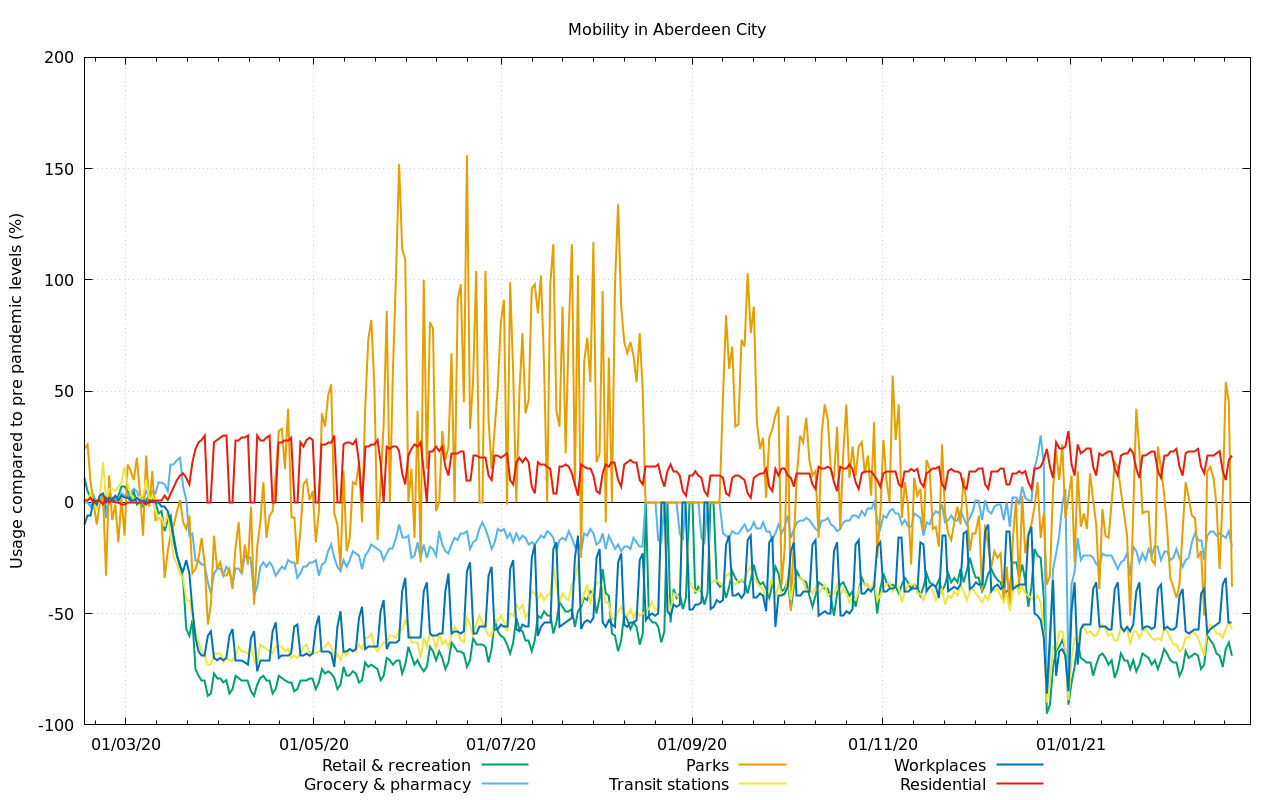 Mobility in Aberdeen City
Usage compared to pre pandemic levels (%)
200
150
100
50
0
-50
-100
01/03/20 01/05/20 01/07/20 01/09/20 01/11/20 01/01/21
Retail & recreation Parks Workplaces
Grocery & pharmacy Transit stations Residential